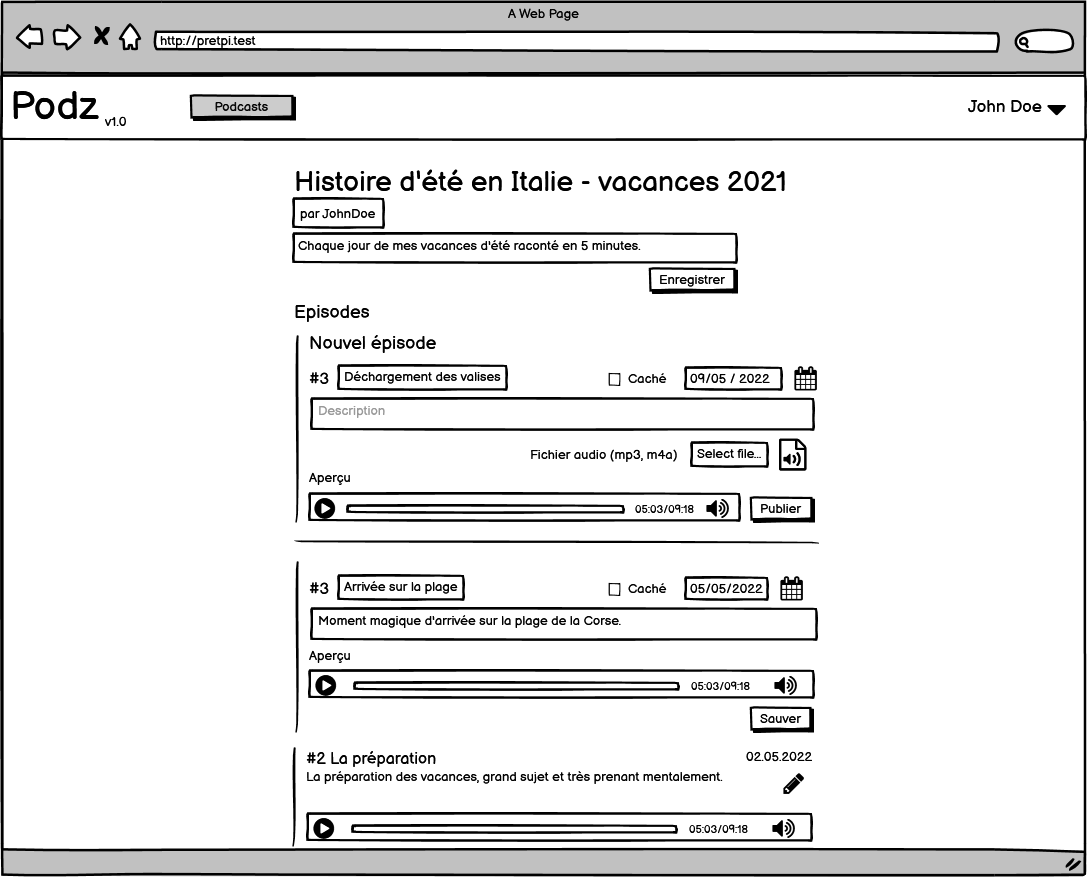 A Web Page
http://pretpi.test
Podz v1.0
Podcasts
John Doe
Histoire d'été en Italie - vacances 2021
par JohnDoe
Chaque jour de mes vacances d'été raconté en 5 minutes.
Enregistrer
Episodes
Nouvel épisode
#3 Déchargement des valises Caché 09/05 / 2022
Description
Fichier audio (mp3, m4a) Select file...
Aperçu
05:03/09:18 Publier
#3 Arrivée sur la plage Caché 05/05/2022
Moment magique d'arrivée sur la plage de la Corse.
Aperçu
05:03/09:18
Sauver
#2 La préparation 02.05.2022
La préparation des vacances, grand sujet et très prenant mentalement.
05:03/09:18